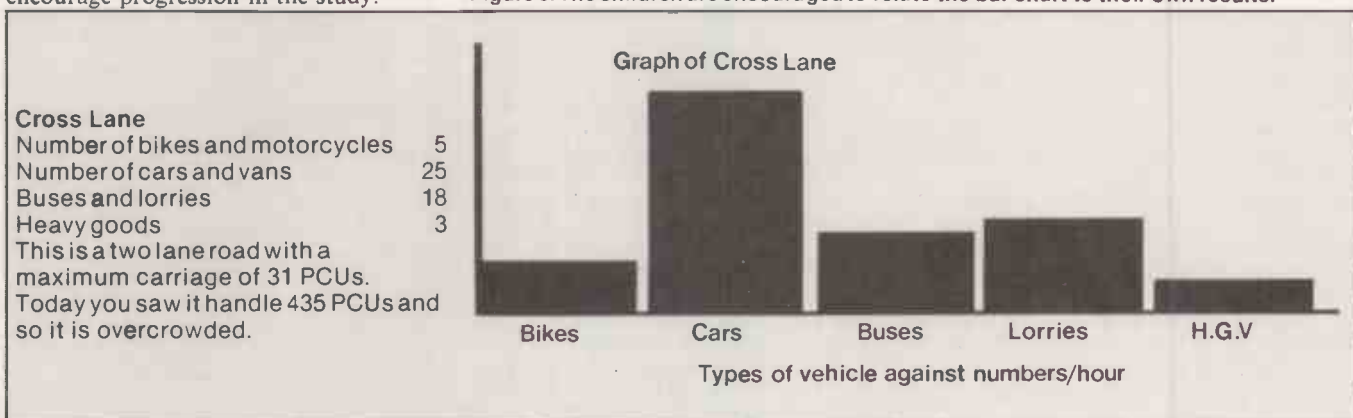 encourage progression in the study.
Cross Lane
Number of bikes and motorcycles 5
Number of cars and vans 25
Buses and lorries 18
Heavy goods 3
This is a two lane road with a
maximum carriage of 31 PCUs.
Today you saw it handle 435 PCUs and
so it is overcrowded.
Graph of Cross Lane
Bikes Cars Buses Lorries H.G.V
Types of vehicle against numbers/hour